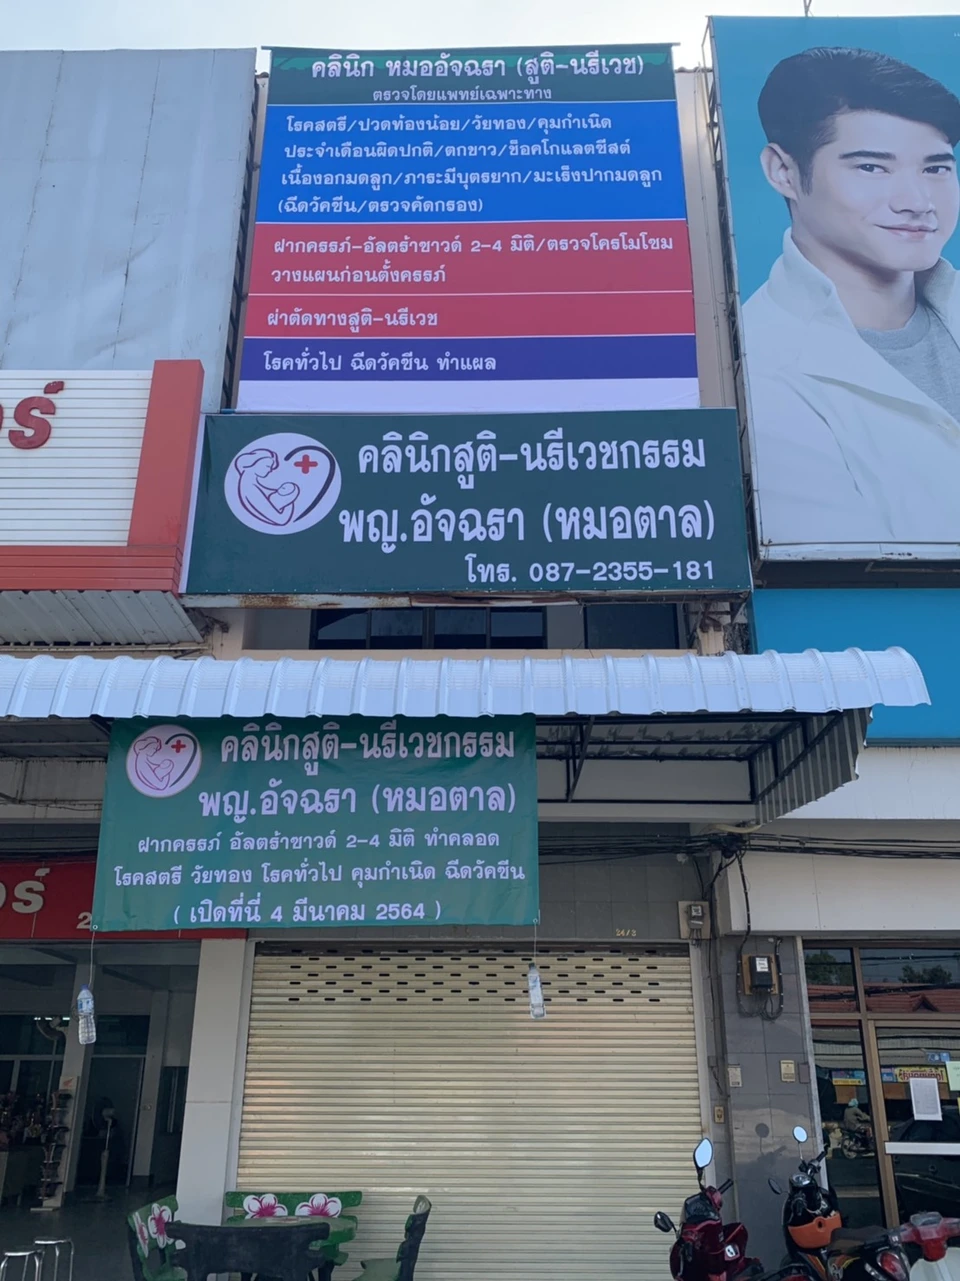 คลินิก หมออัจฉรา (สูติ-นรีเวช)
ตรวจโดยแพทย์เฉพาะทาง
โรคสตรี/ปวดท้องน้อย/วัยทอง/คุมกำเนิด
ประจำเดือนผิดปกติ/ตกขาว/ช็อคโกแลตซีสต์
เนื้องอกมดลูก/ภาระมีบุตรยาก/มะเร็งปากมดลูก
(ฉีดวัคซีน/ตรวจคัดกรอง)
ฝากครรภ์-อัลตร้าซาวด์ 2-4 มิติ/ตรวจโครโมโซม
วางแผนก่อนตั้งครรภ์
ผ่าตัดทางสูติ-นรีเวช
โรคทั่วไป ฉีดวัคซีน ทำแผล
คลินิกสูติ-นรีเวชกรรม
พญ.อัจฉรา (หมอตาล)
โทร. 087-2355-181
คลินิกสูติ-นรีเวชกรรม
พญ.อัจฉรา (หมอตาล)
ฝากครรภ์ อัลตร้าซาวด์ 2-4 มิติ ทำคลอด
โรคสตรี วัยทอง โรคทั่วไป คุมกำเนิด ฉีดวัคซีน
( เปิดที่นี่ 4 มีนาคม 2564 )
24/3